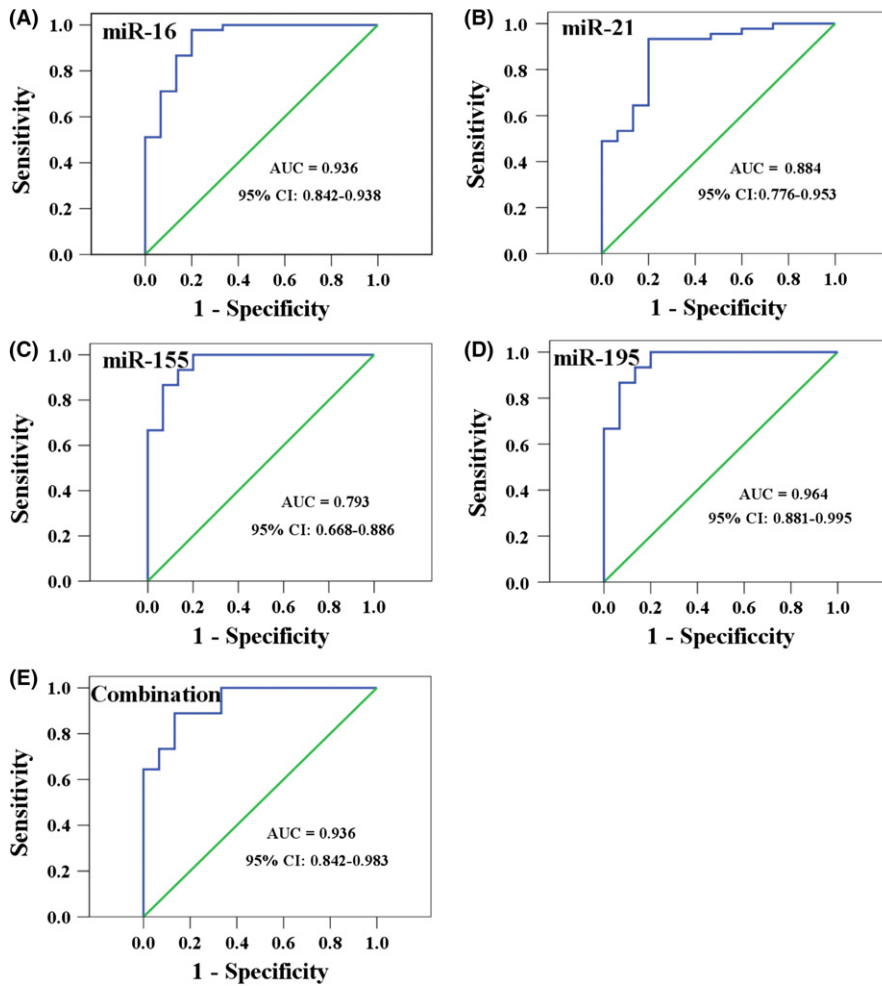 (A)
miR-16
1.0
0.8
0.6
0.4
0.2
0.0
Sensitivity
AUC = 0.936
95% CI: 0.842-0.938
0.0 0.2 0.4 0.6 0.8 1.0
1 - Specificity
(B)
miR-21
1.0
0.8
0.6
0.4
0.2
0.0
Sensitivity
AUC = 0.884
95% CI:0.776-0.953
0.0 0.2 0.4 0.6 0.8 1.0
1 - Specificity
(C)
miR-155
1.0
0.8
0.6
0.4
0.2
0.0
Sensitivity
AUC = 0.793
95% CI: 0.668-0.886
0.0 0.2 0.4 0.6 0.8 1.0
1 - Specificity
(D)
miR-195
1.0
0.8
0.6
0.4
0.2
0.0
Sensitivity
AUC = 0.964
95% CI: 0.881-0.995
0.0 0.2 0.4 0.6 0.8 1.0
1 - Specificcity
(E)
Combination
1.0
0.8
0.6
0.4
0.2
0.0
Sensitivity
AUC = 0.936
95% CI: 0.842-0.983
0.0 0.2 0.4 0.6 0.8 1.0
1 - Specificity